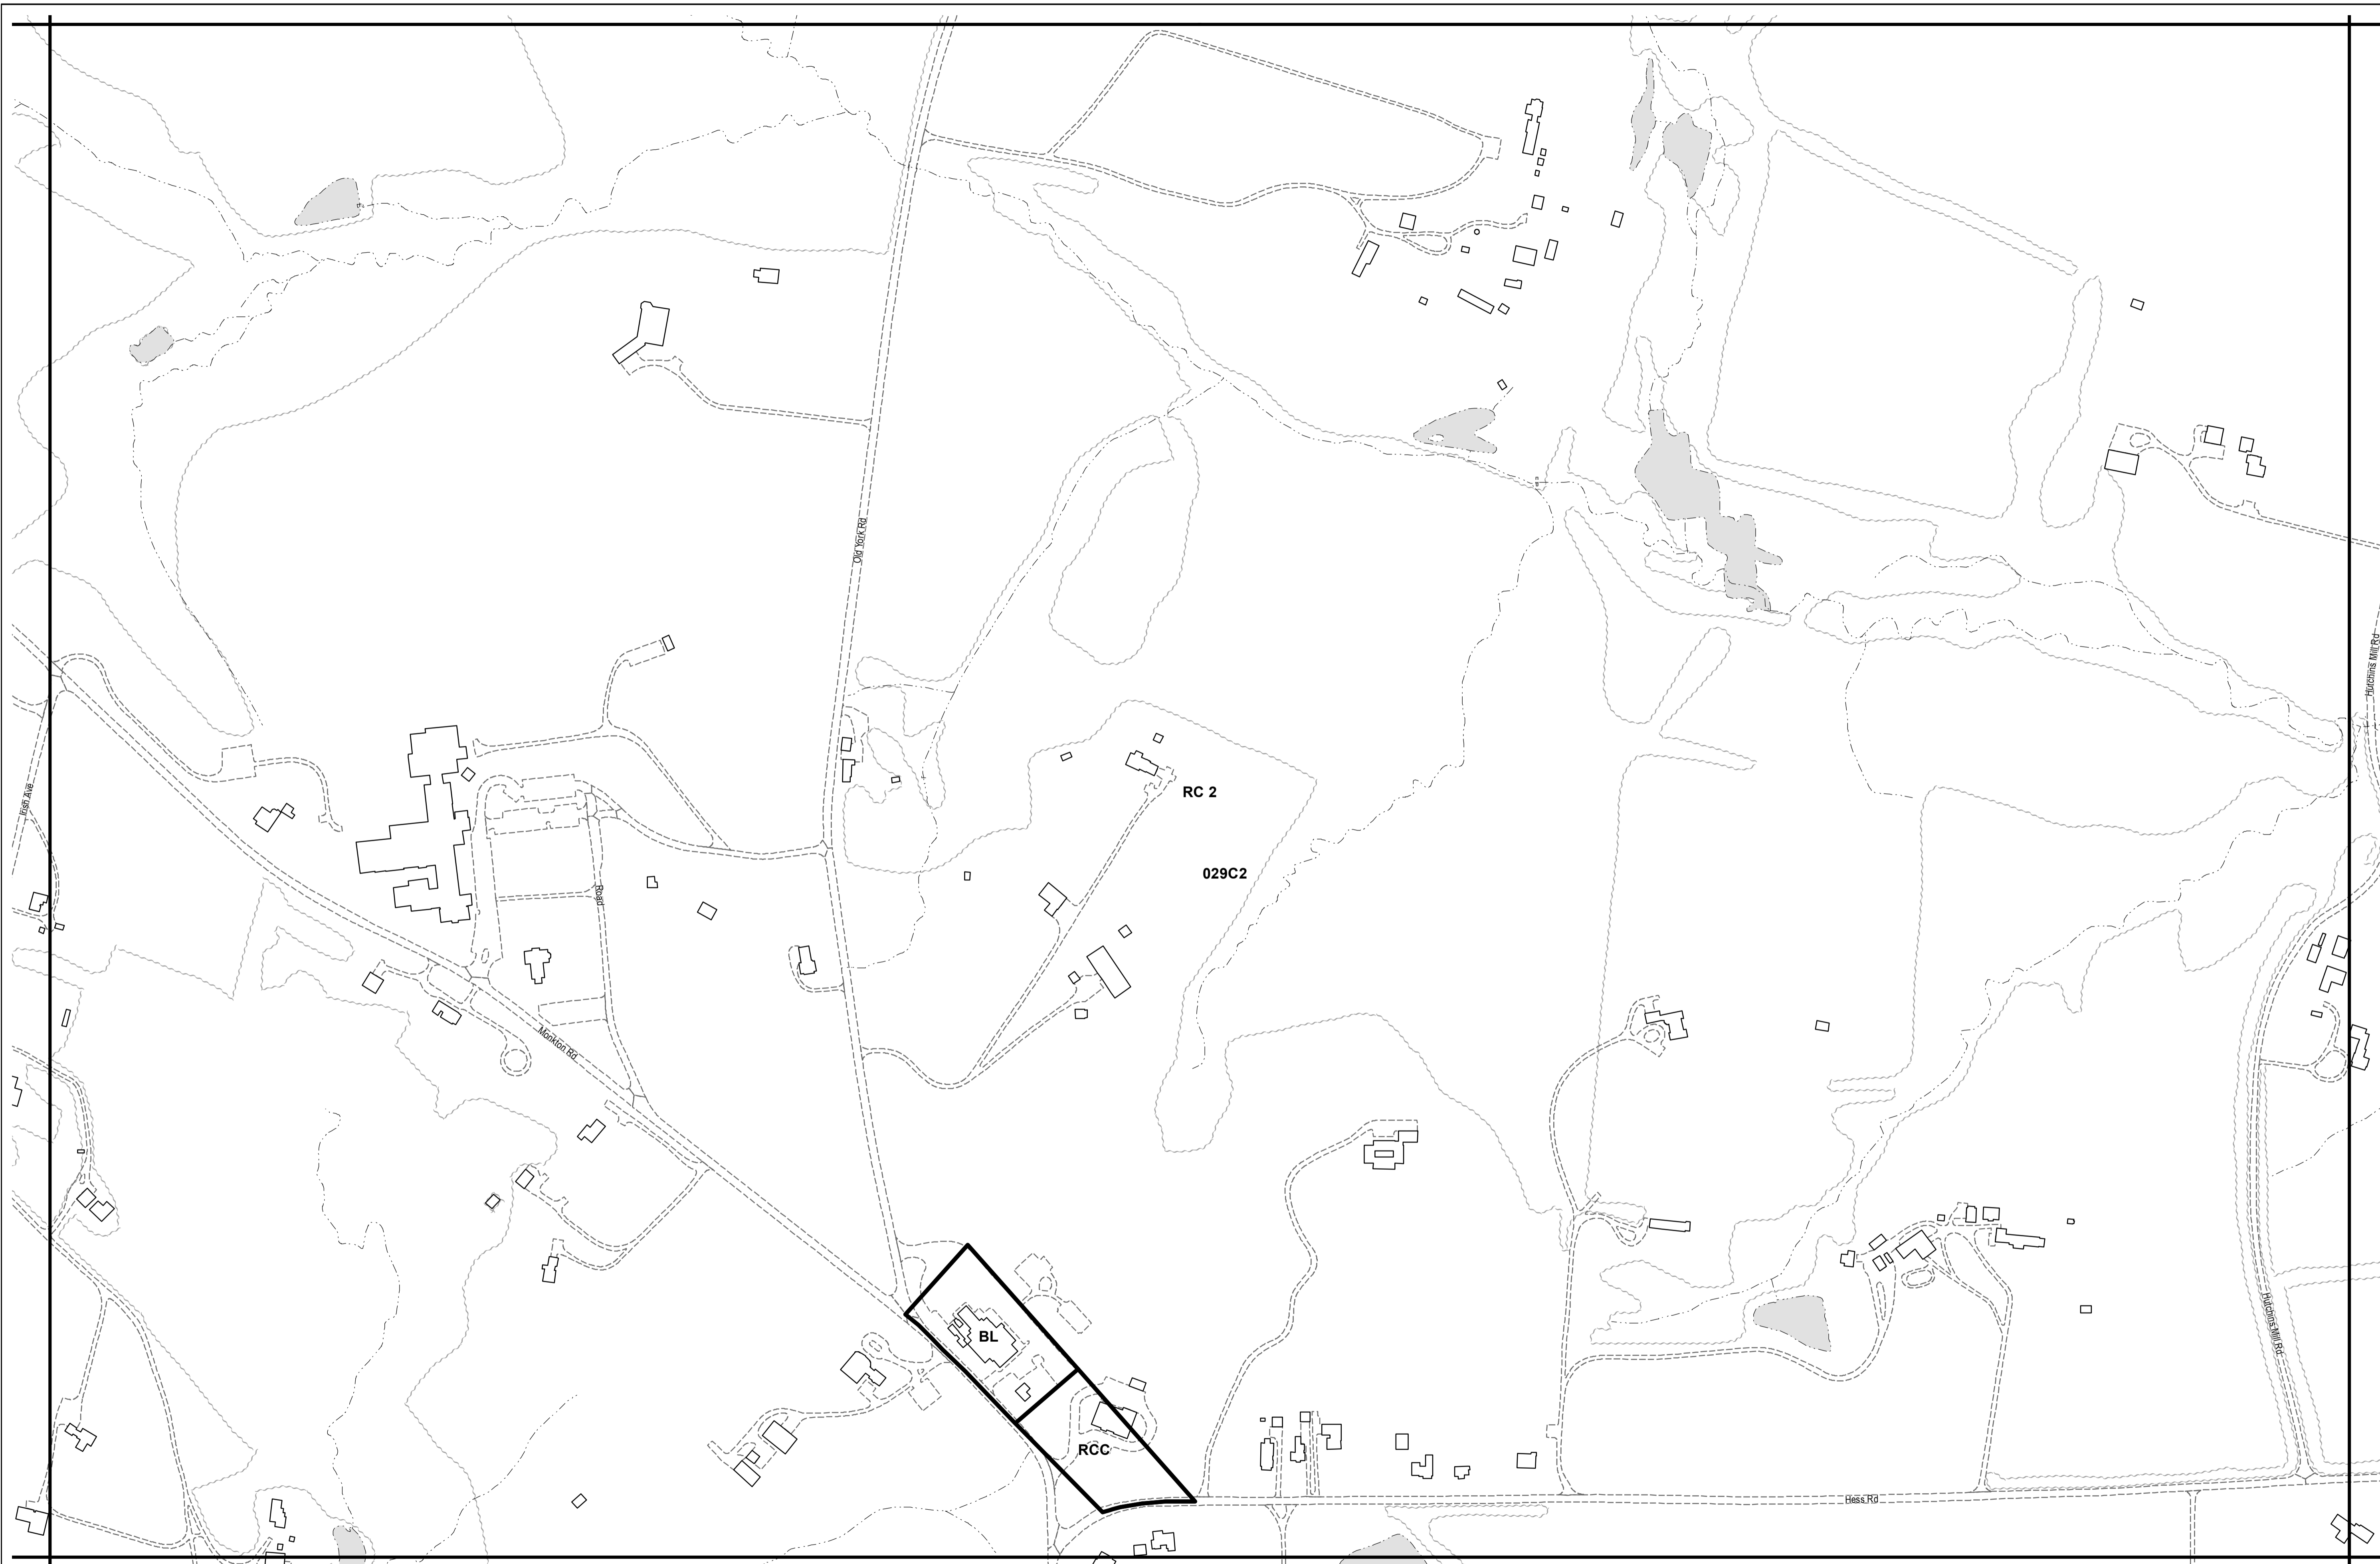 Old York Rd
Hutchins Mill Rd
Irish Ave
RC 2
029C2
Road
Monkton Rd
Hutchins Mill Rd
BL
RCC
Hess Rd